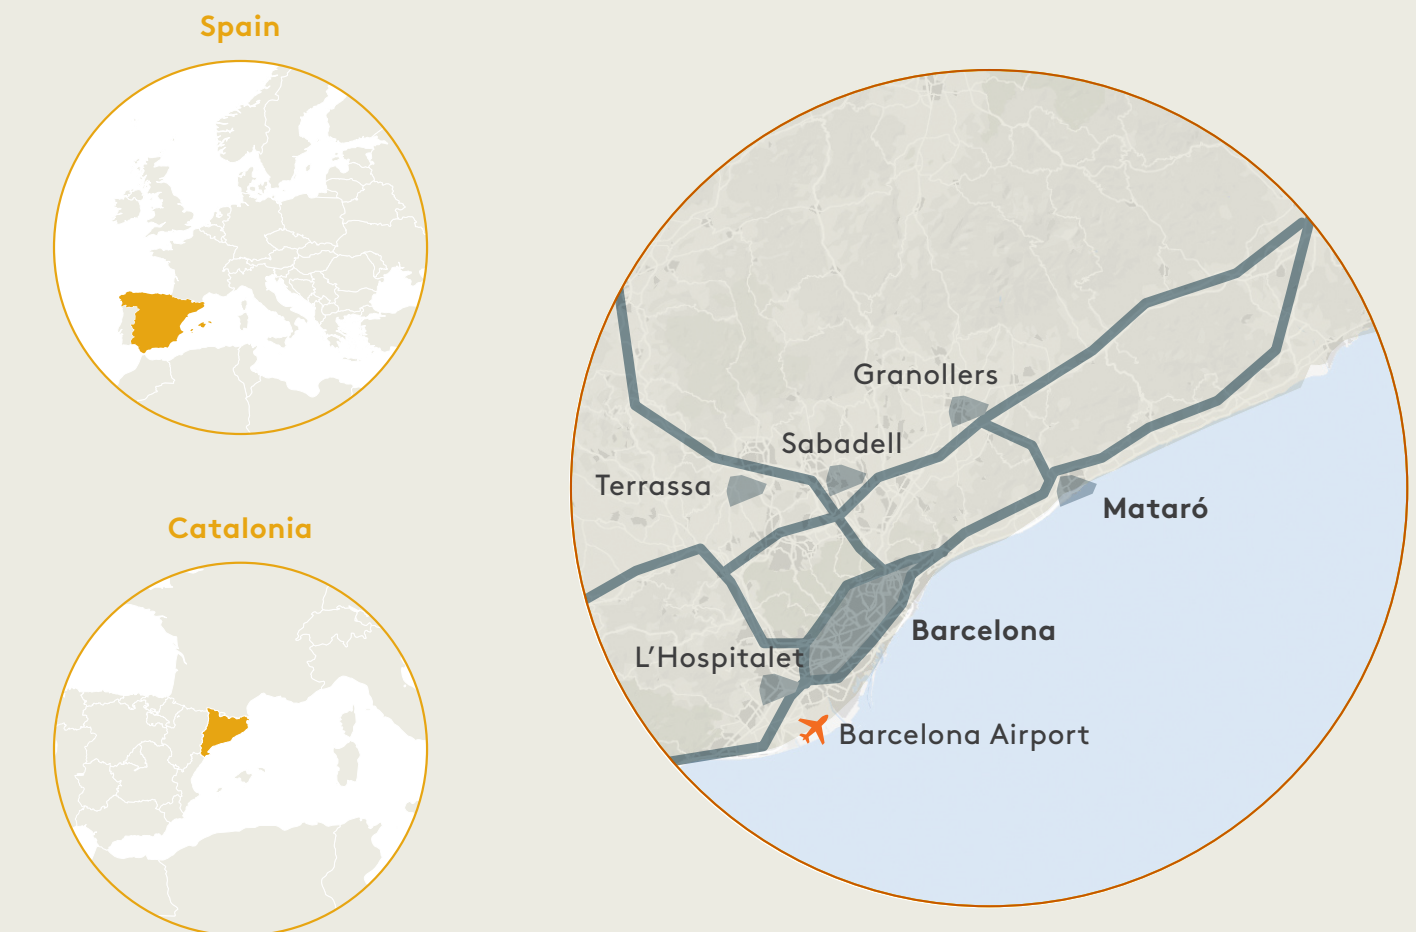 Spain
Catalonia
Granollers
Sabadell
Terrassa
Mataró
Barcelona
L’Hospitalet
Barcelona Airport